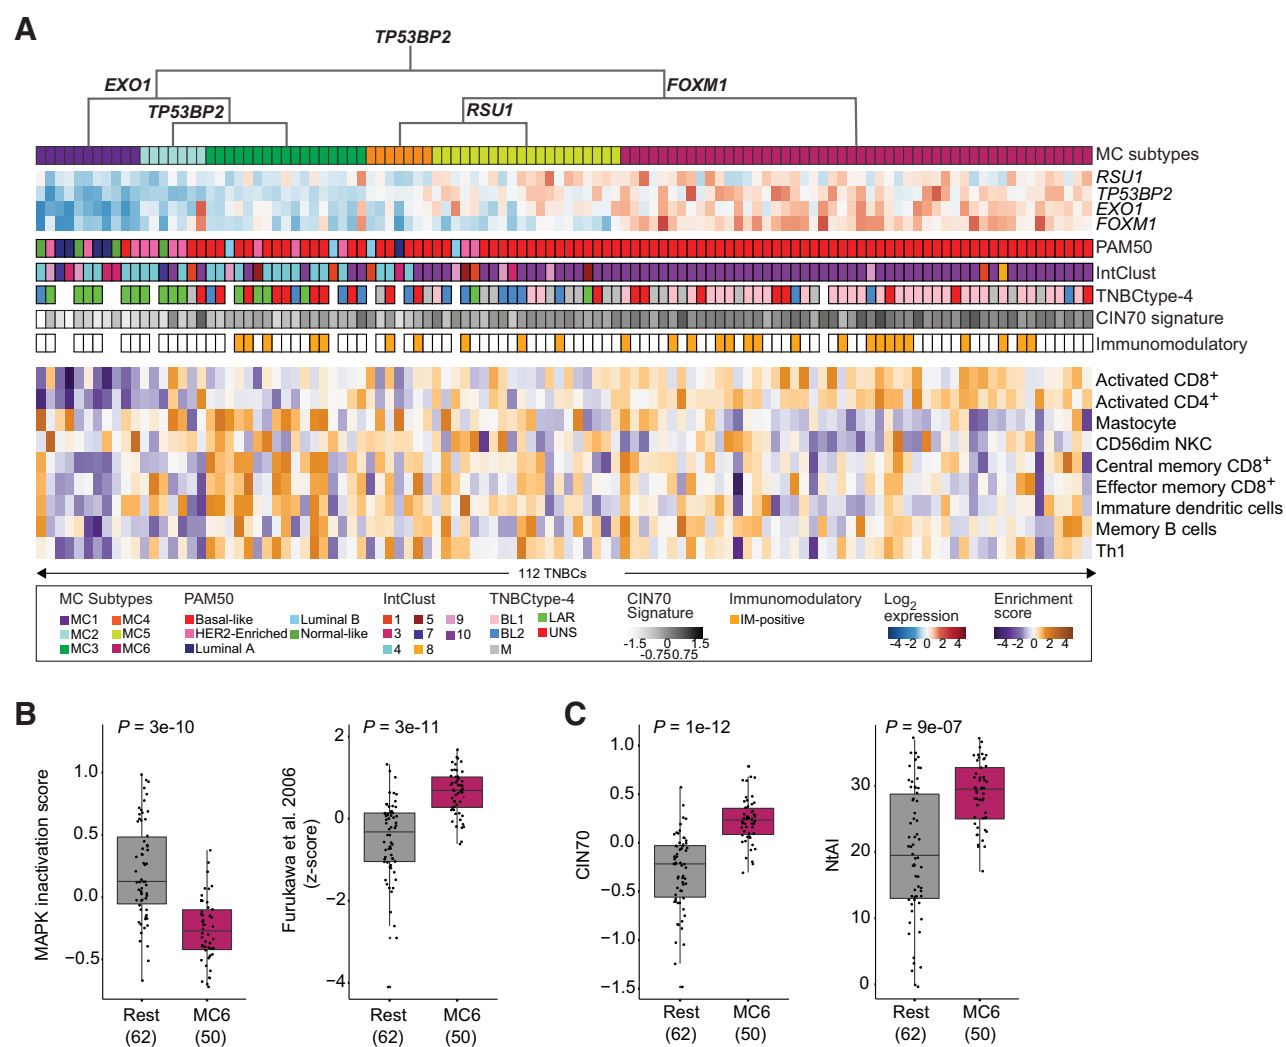 A
TP53BP2
EXO1
FOXM1
TP53BP2
RSU1
MC subtypes
RSU1
TP53BP2
EXO1
FOXM1
PAM50
IntClust
TNBCtype-4
CIN70 signature
Immunomodulatory
Activated CD8+
Activated CD4+
Mastocyte
CD56dim NKC
Central memory CD8+
Effector memory CD8+
Immature dendritic cells
Memory B cells
Th1
112 TNBCs
MC Subtypes
MC1 MC4
MC2 MC5
MC3 MC6
PAM50
Basal-like Luminal B
HER2-Enriched Normal-like
Luminal A
IntClust
1 5 9
3 7 10
4 8
TNBCtype-4
BL1 LAR
BL2 UNS
M
CIN70
Signature
-1.5 0 1.5
-0.75 0.75
Immunomodulatory
IM-positive
Log2
expression
-4 -2 0 2 4
Enrichment
score
-4 -2 0 2 4
B
P = 3e-10
MAPK inactivation score
1.0
0.5
0.0
−0.5
Rest
(62)
MC6
(50)
P = 3e-11
Furukawa et al. 2006
(z-score)
2
0
−2
−4
Rest
(62)
MC6
(50)
C
P = 1e-12
CIN70
1.0
0.5
0.0
−0.5
−1.0
−1.5
Rest
(62)
MC6
(50)
P = 9e-07
NtAI
30
20
10
0
Rest
(62)
MC6
(50)